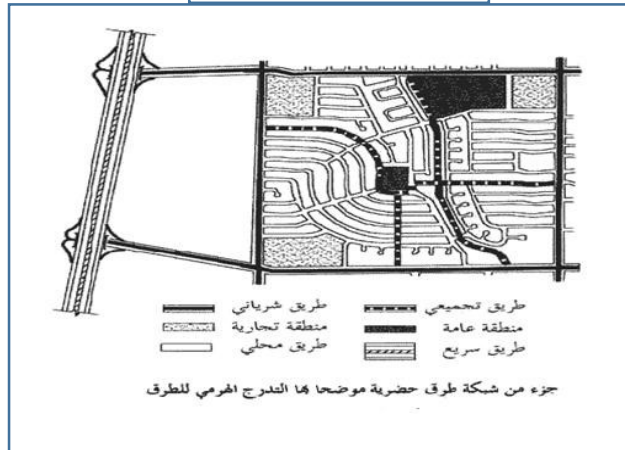 طريق تجميعي
طريق شرياني
منطقة عامة
منطقة تجارية
طريق سريع
طريق محلي
جزء من شبكة طرق حضرية موضحا بها التدرج الهرمي للطرق